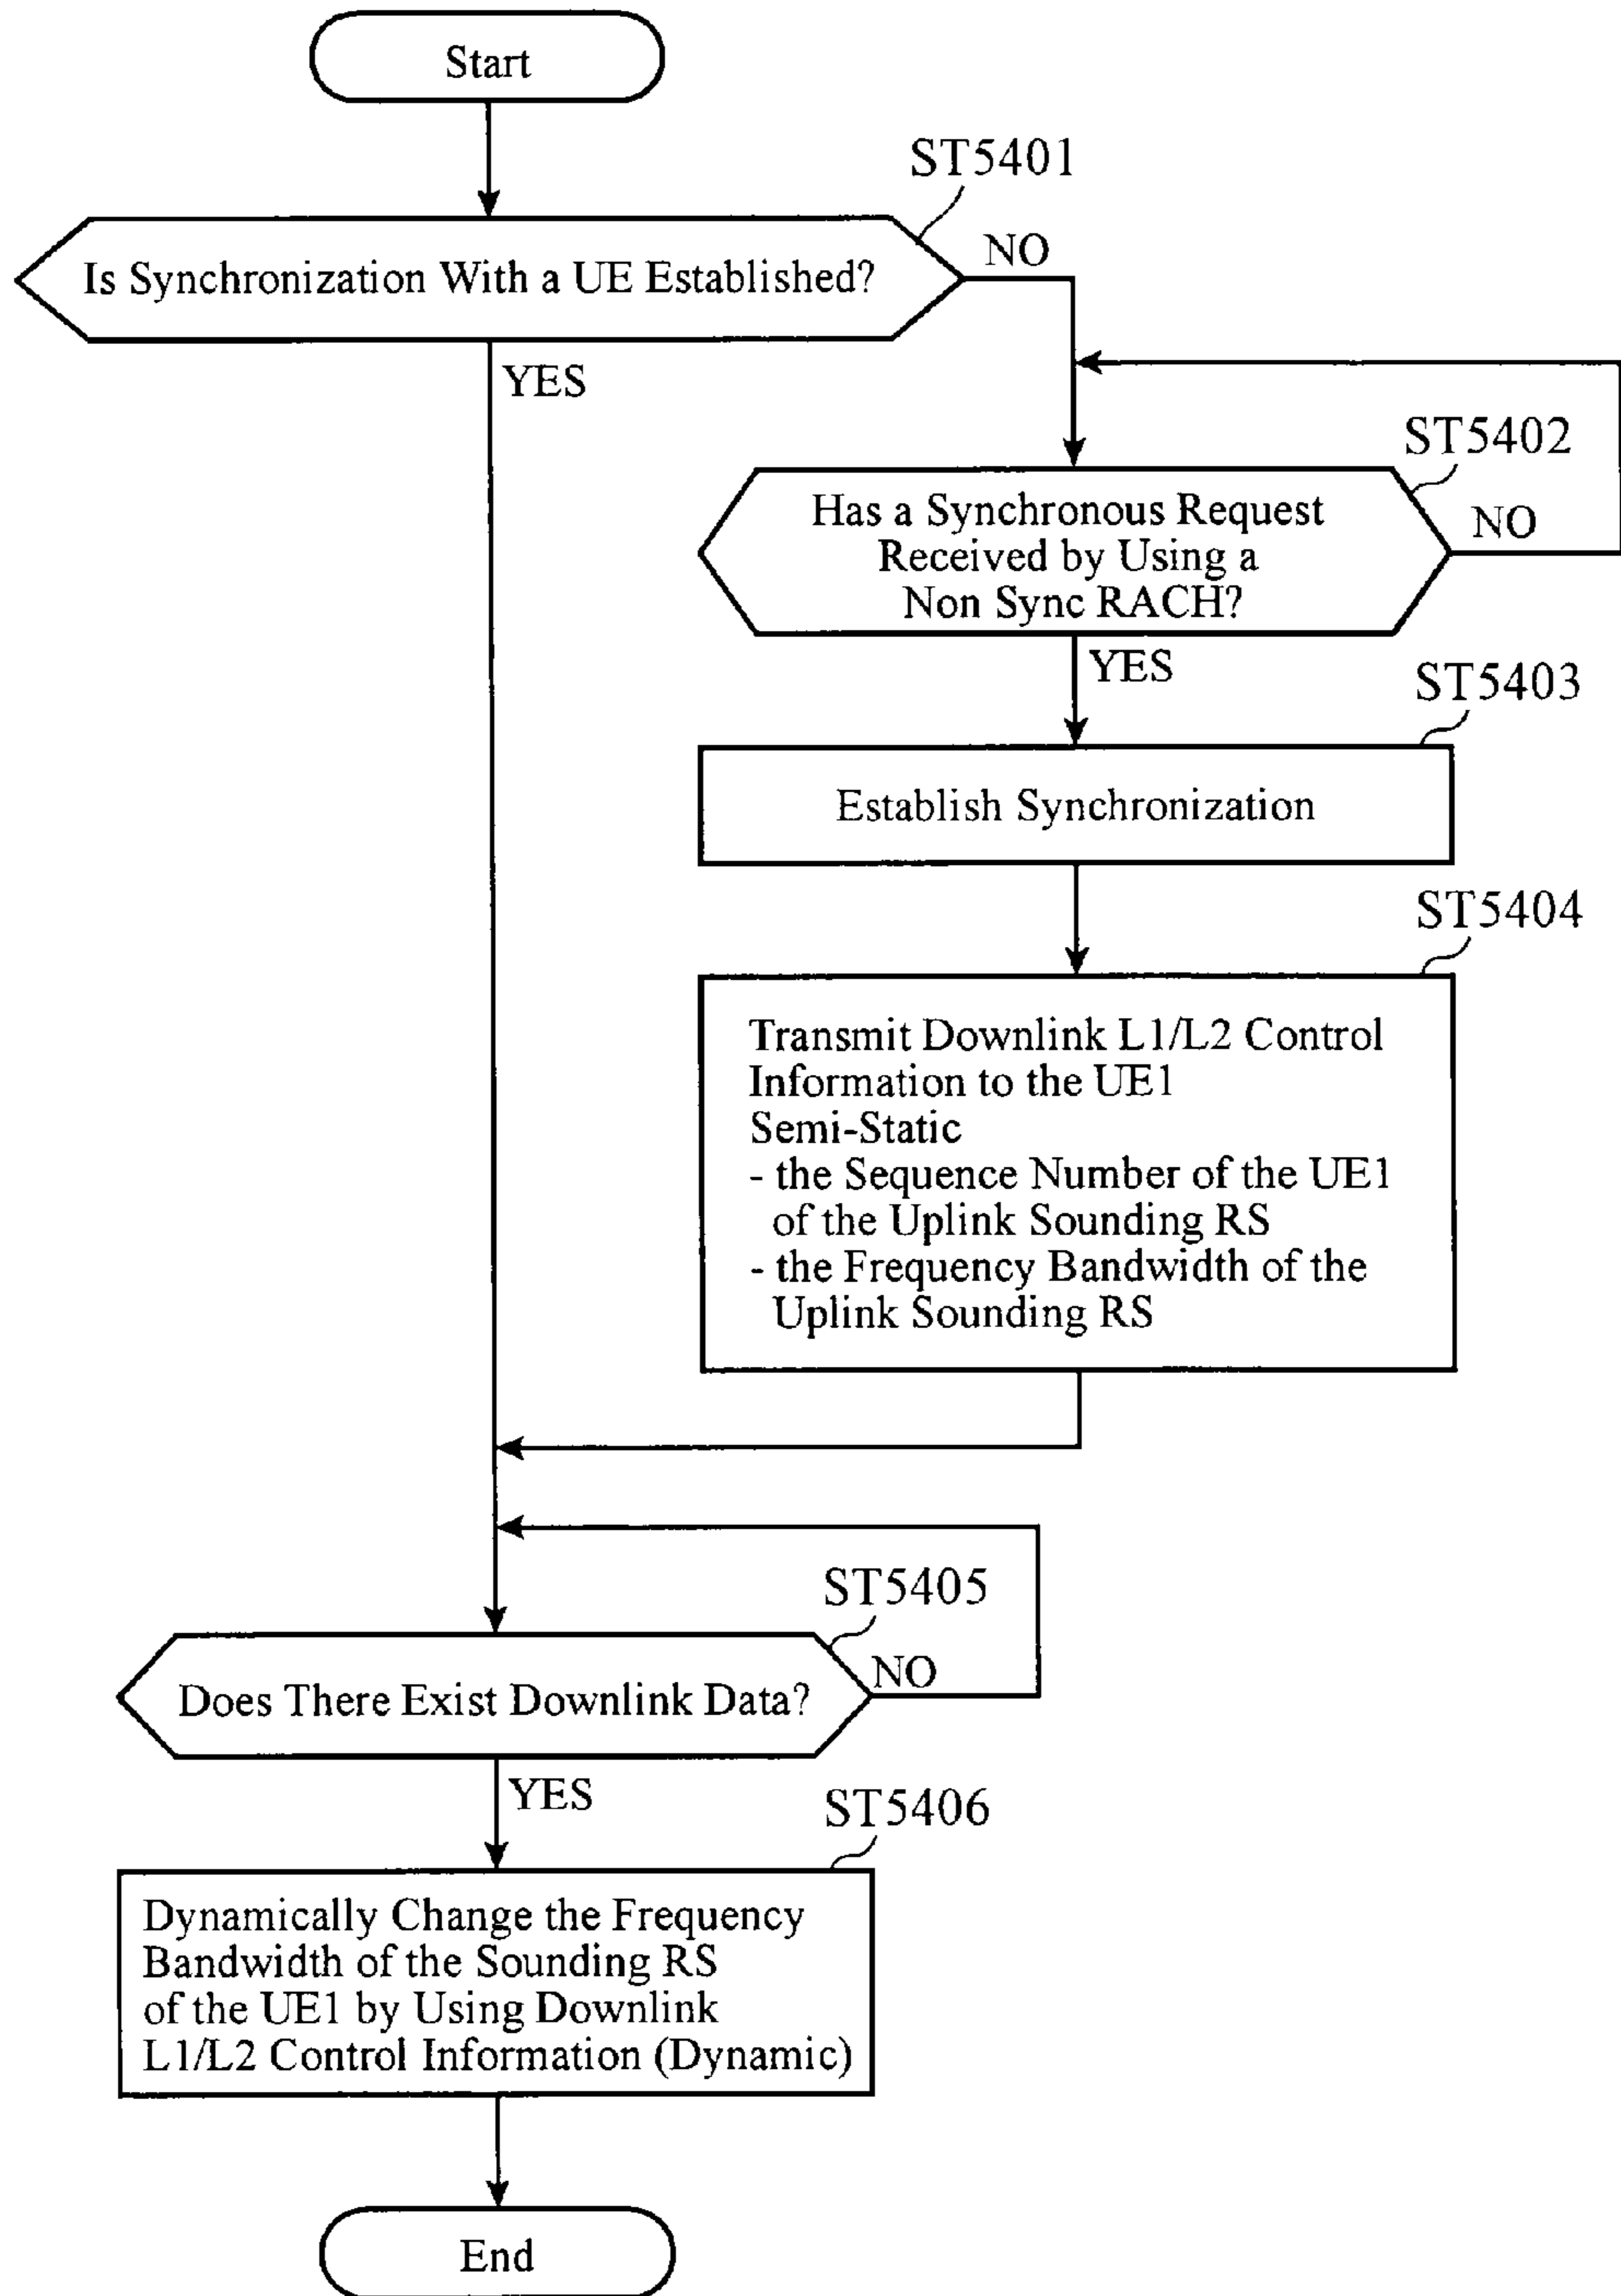 Start
ST5401
Is Synchronization With a UE Established?
NO
YES
ST5402
Has a Synchronous Request
Received by Using a
Non Sync RACH?
NO
YES
ST5403
Establish Synchronization
ST5404
Transmit Downlink L1/L2 Control
Information to the UE1
Semi-Static
- the Sequence Number of the UE1
of the Uplink Sounding RS
- the Frequency Bandwidth of the
Uplink Sounding RS
ST5405
Does There Exist Downlink Data?
NO
YES
ST5406
Dynamically Change the Frequency
Bandwidth of the Sounding RS
of the UE1 by Using Downlink
L1/L2 Control Information (Dynamic)
End